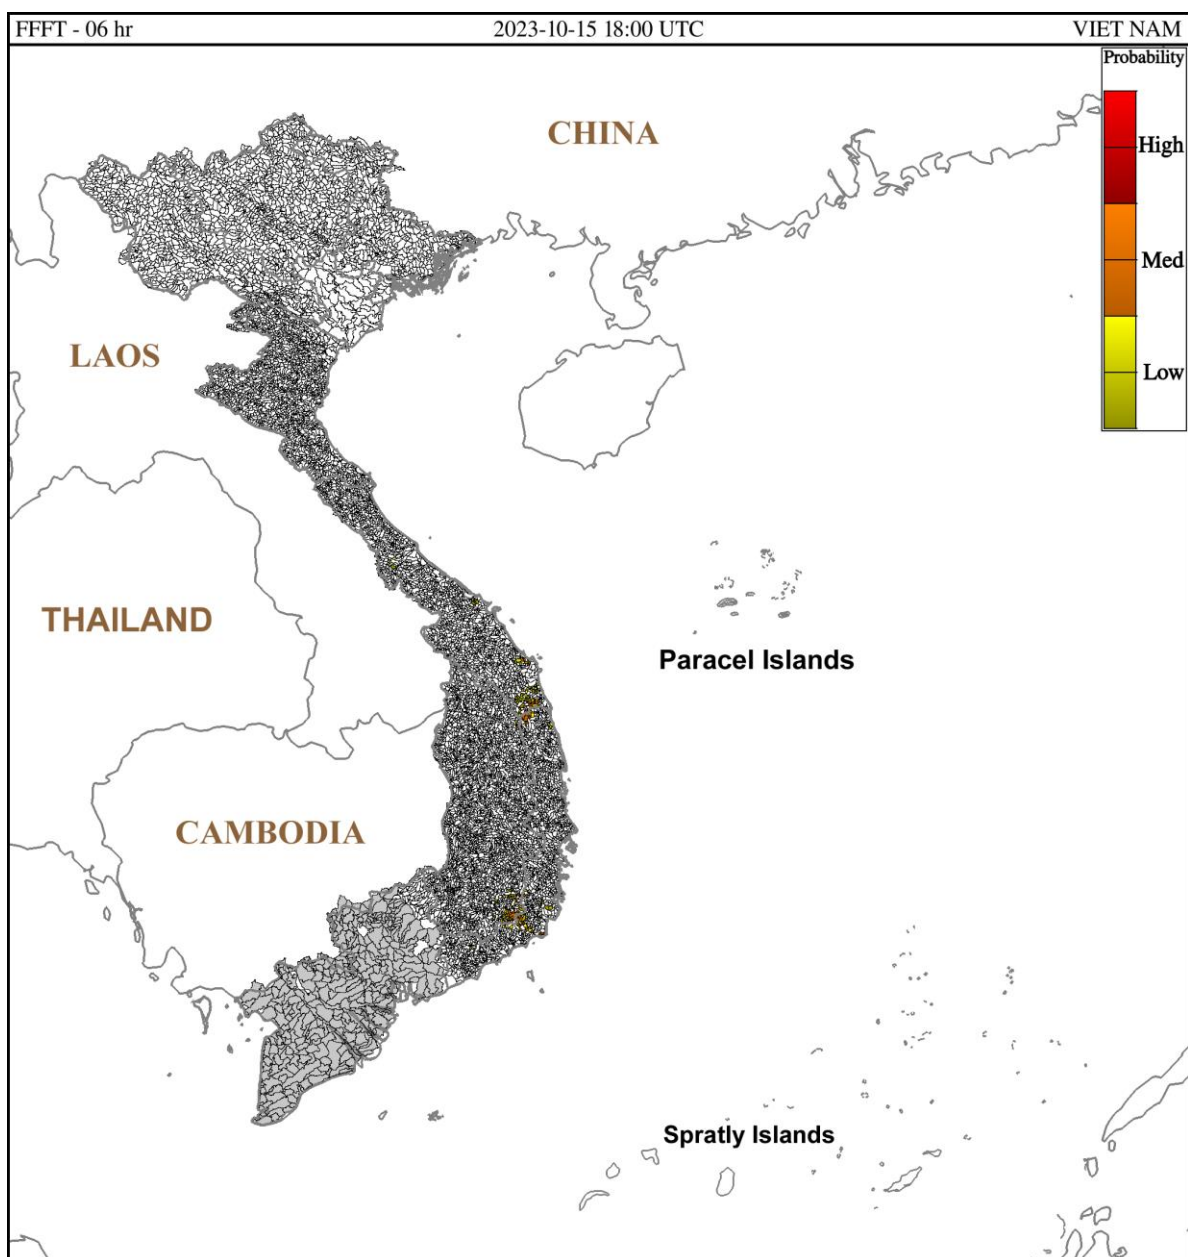 FFFT - 06 hr 2023-10-15 18:00 UTC VIET NAM
Probability
High
Med
Low
CHINA
LAOS
THAILAND
Paracel Islands
CAMBODIA
Spratly Islands